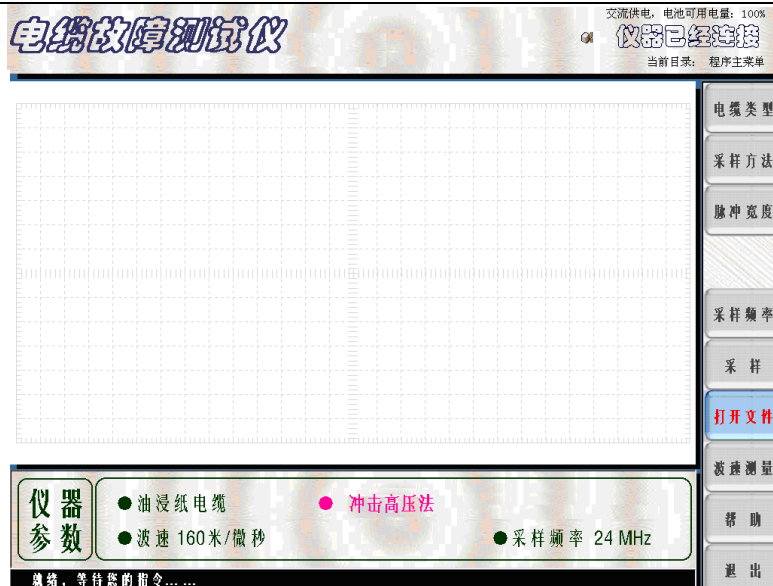 交流供电，电池可用电量：100%
电缆故障测试仪
仪器已经连接
当前目录： 程序主菜单
电缆类型
采样方法
脉冲宽度
采样频率
采 样
打开文件
波速测量
帮 助
退 出
仪器参数
油浸纸电缆
冲击高压法
波速 160米/微秒
采样频率 24 MHz
就绪，等待您的指令……